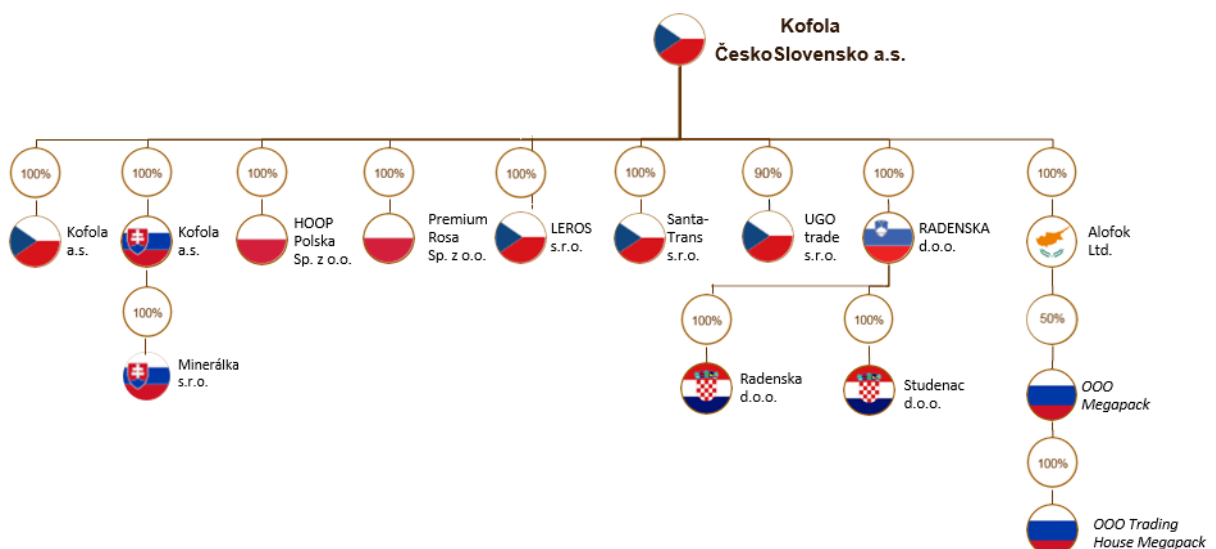 Kofola
ČeskoSlovensko a.s.
100%
100%
100%
100%
100%
100%
90%
100%
100%
Kofola
a.s.
Kofola
a.s.
HOOP
Polska
Sp. z o.o.
Premium
Rosa
Sp. z o.o.
LEROS
s.r.o.
Santa-
Trans
s.r.o.
UGO
trade
s.r.o.
RADENSKA
d.o.o.
Alofok
Ltd.
100%
100%
100%
50%
Minerálka
s.r.o.
Radenska
d.o.o.
Studenac
d.o.o.
OOO
Megapack
100%
OOO Trading
House Megapack